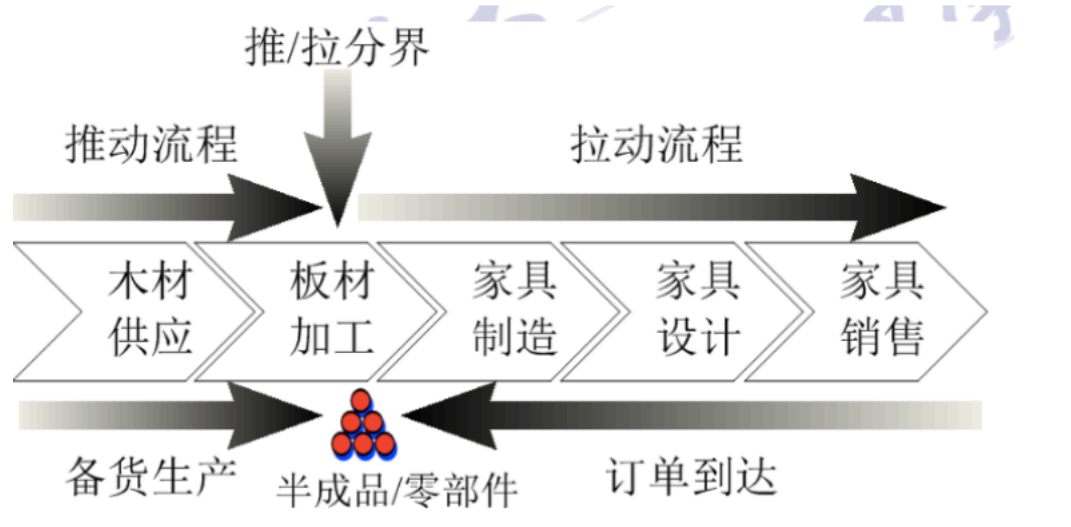 推/拉分界
推动流程
拉动流程
木材
供应
板材
加工
家具
制造
家具
设计
家具
销售
备货生产
半成品/零部件
订单到达